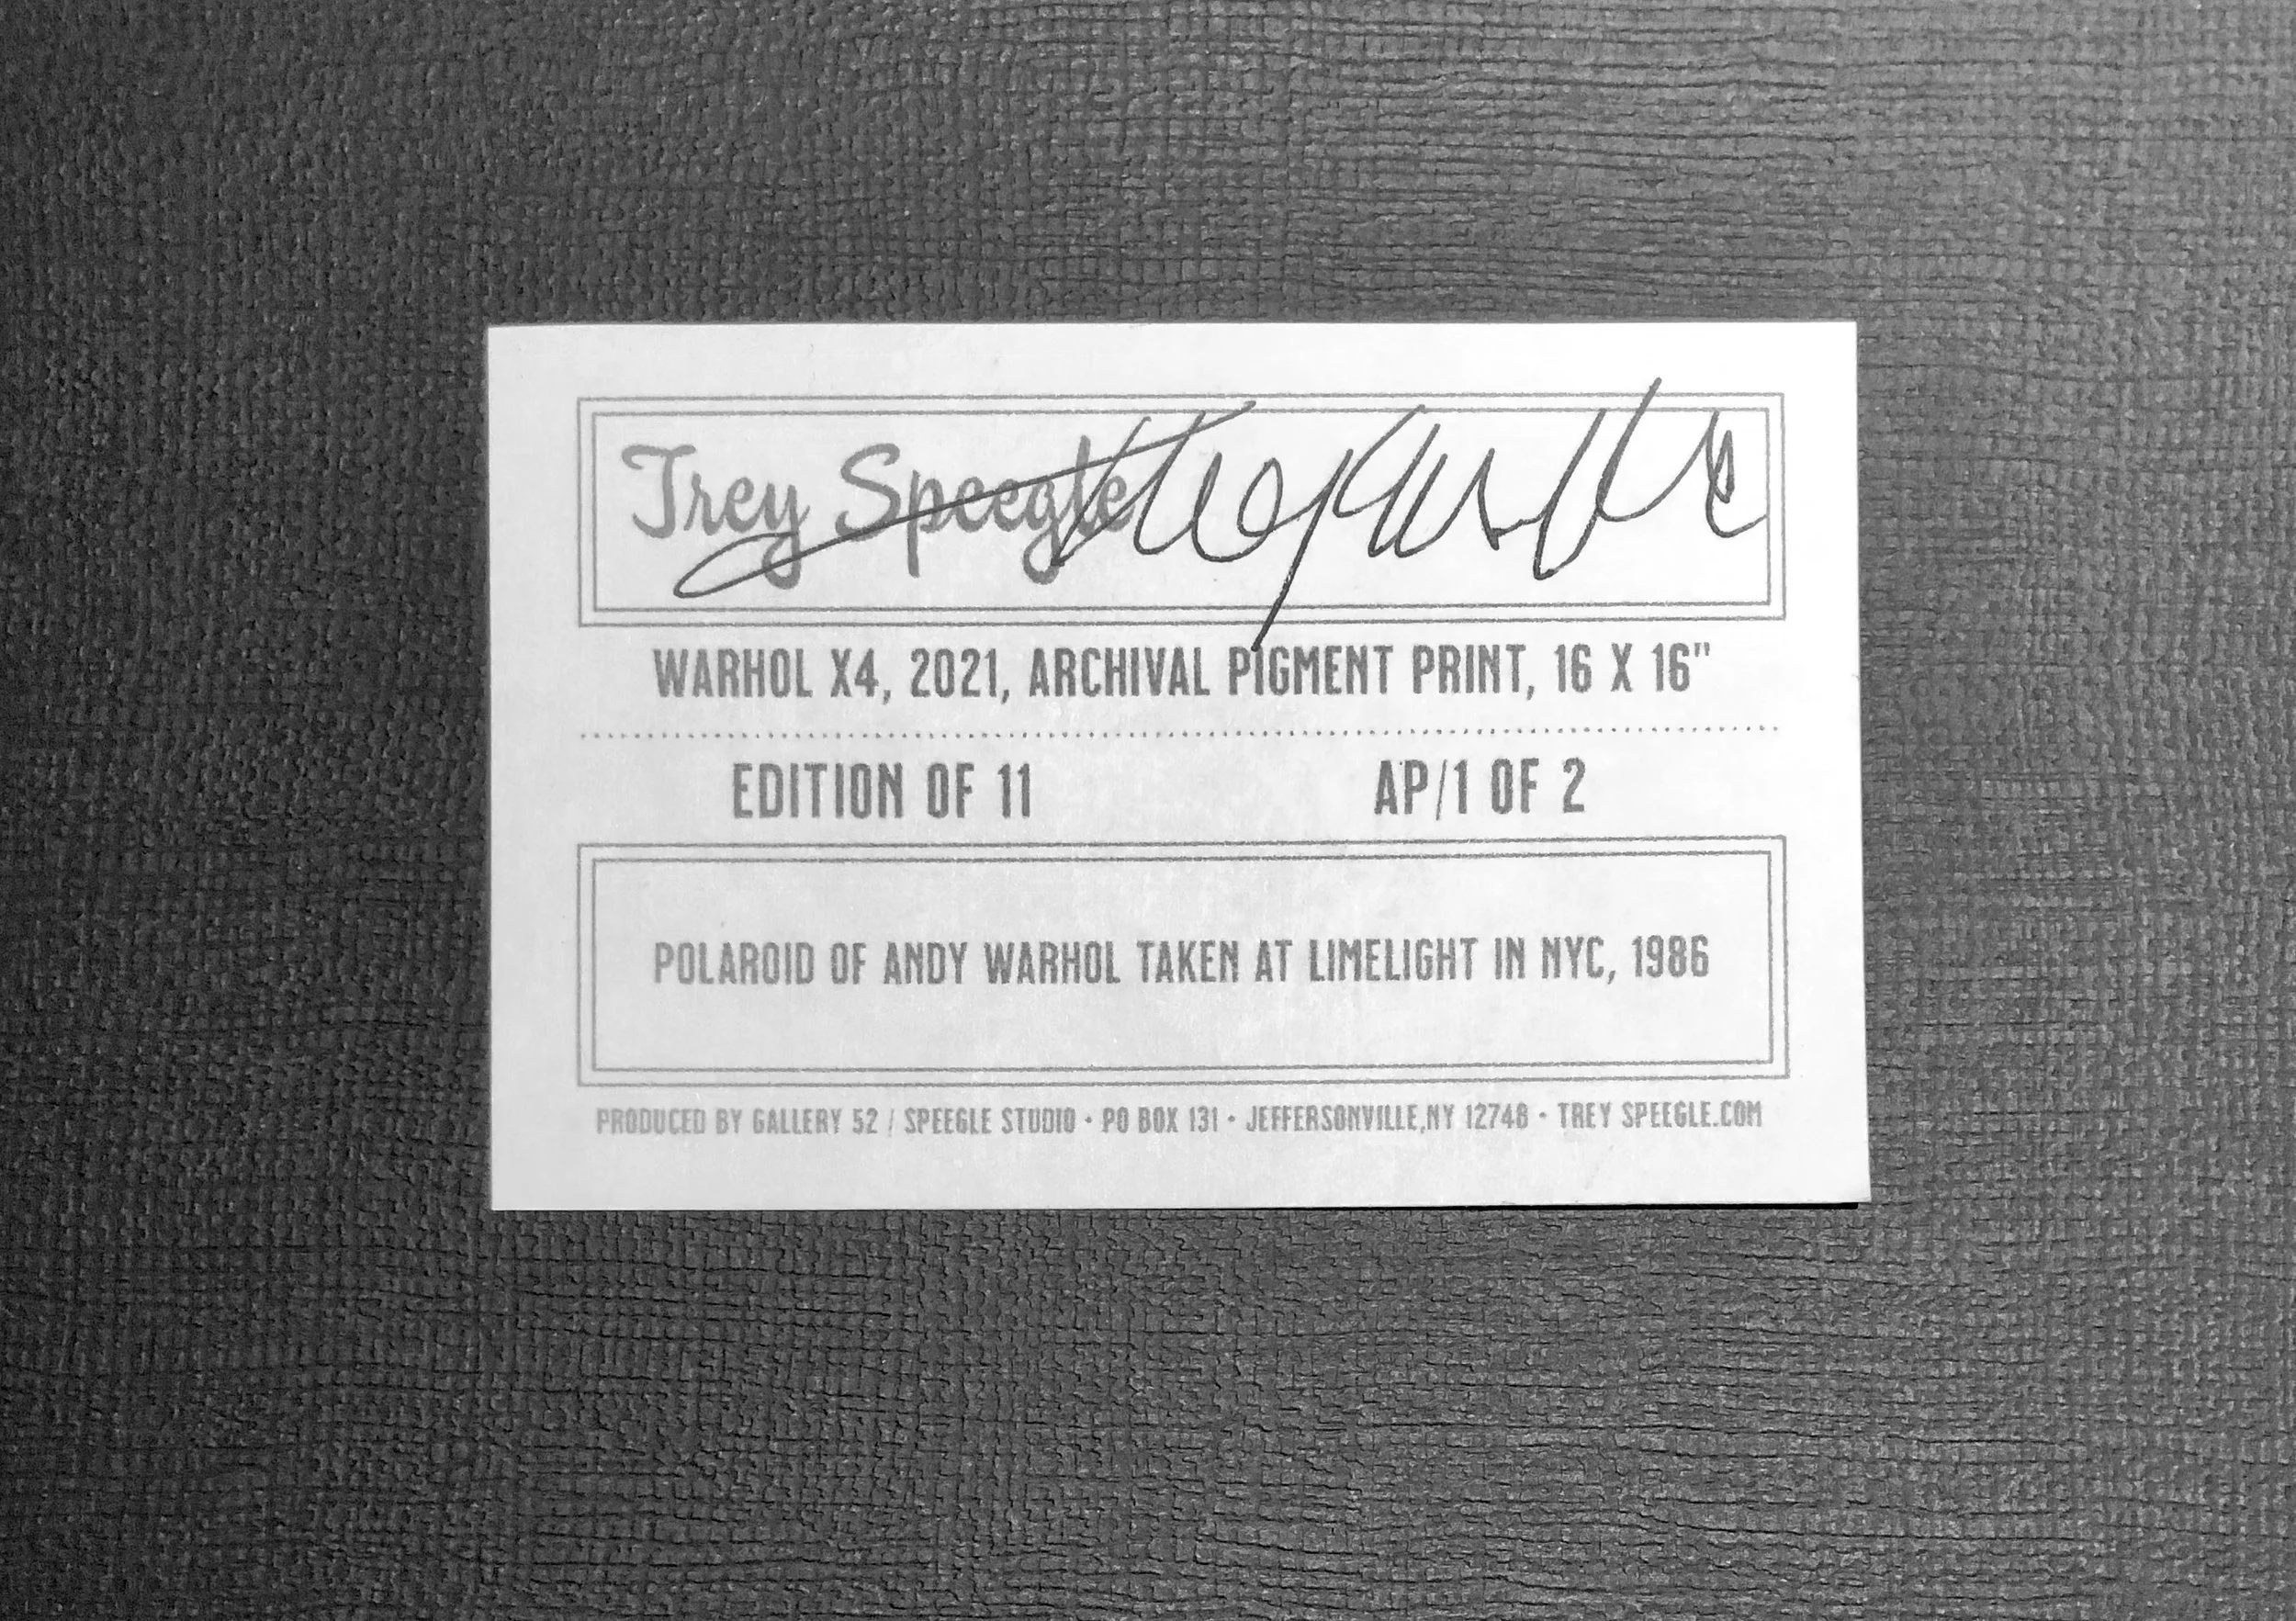 Trey Speegle Trey Speegle
WARHOL X4, 2021, ARCHIVAL PIGMENT PRINT, 16 X 16"
EDITION OF 11 AP/1 OF 2
POLAROID OF ANDY WARHOL TAKEN AT LIMELIGHT IN NYC, 1986
PRODUCED BY GALLERY 52 / SPEEGLE STUDIO • PO BOX 131 • JEFFERSONVILLE,NY 12748 • TREY SPEEGLE.COM